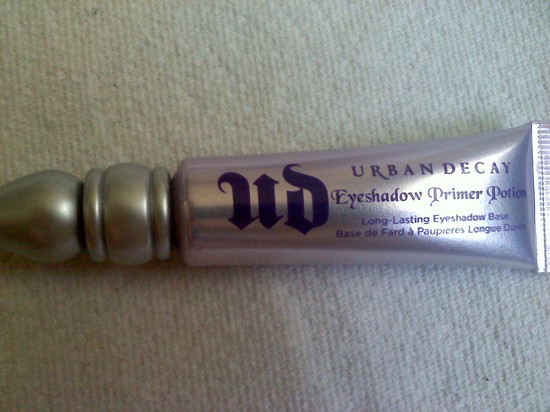 ud
URBAN DECAY
Eyeshadow Primer Potion
Long-Lasting Eyeshadow Base
Base de Fard à Paupières Longue Durée